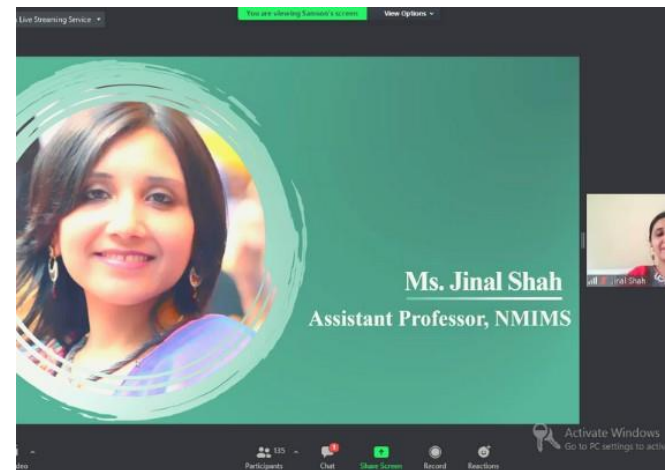 Live Streaming Service
You are viewing Samson's screen
View Options
Ms. Jinal Shah
Assistant Professor, NMIMS
Jinal Shah
Activate Windows
Go to PC settings to
135
Participants
Chat
Share Screen
Record
Reactions